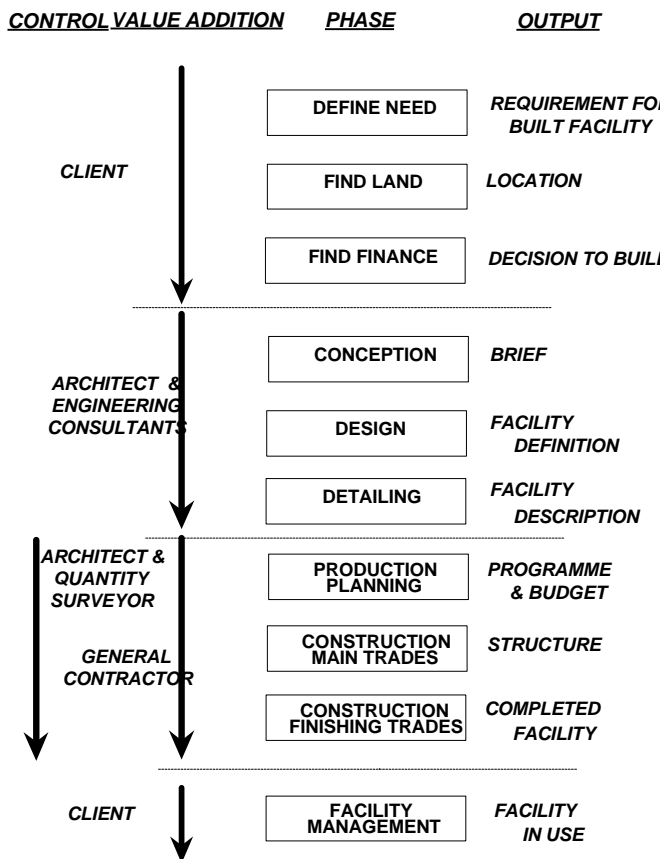 CONTROL VALUE ADDITION PHASE OUTPUT
DEFINE NEED
REQUIREMENT FOR
BUILT FACILITY
CLIENT
FIND LAND
LOCATION
FIND FINANCE
DECISION TO BUILD
CONCEPTION
BRIEF
ARCHITECT &
ENGINEERING
CONSULTANTS
DESIGN
FACILITY
DEFINITION
DETAILING
FACILITY
DESCRIPTION
ARCHITECT &
QUANTITY
SURVEYOR
PRODUCTION
PLANNING
PROGRAMME
& BUDGET
GENERAL
CONTRACTOR
CONSTRUCTION
MAIN TRADES
STRUCTURE
CONSTRUCTION
FINISHING TRADES
COMPLETED
FACILITY
CLIENT
FACILITY
MANAGEMENT
FACILITY
IN USE